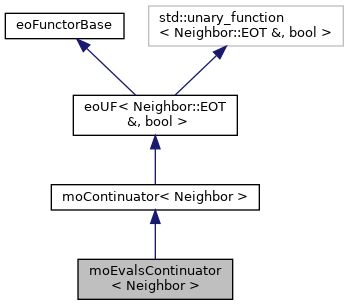 eoFunctorBase
std::unary_function
< Neighbor::EOT &, bool >
eoUF< Neighbor::EOT
&, bool >
moContinuator< Neighbor >
moEvalsContinuator
< Neighbor >